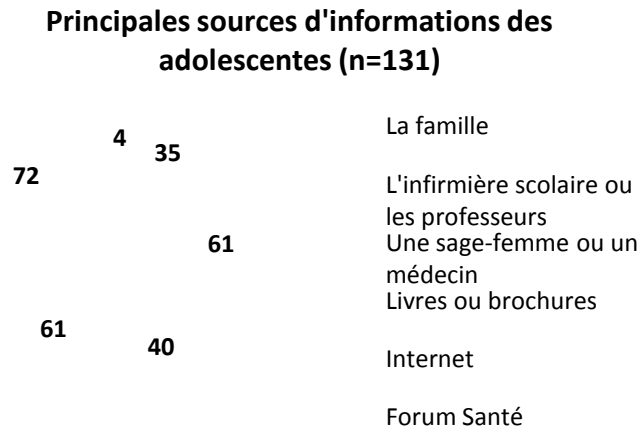 Principales sources d'informations des
adolescentes (n=131)
4
35
72
61
61
40
La famille
L'infirmière scolaire ou
les professeurs
Une sage-femme ou un
médecin
Livres ou brochures
Internet
Forum Santé